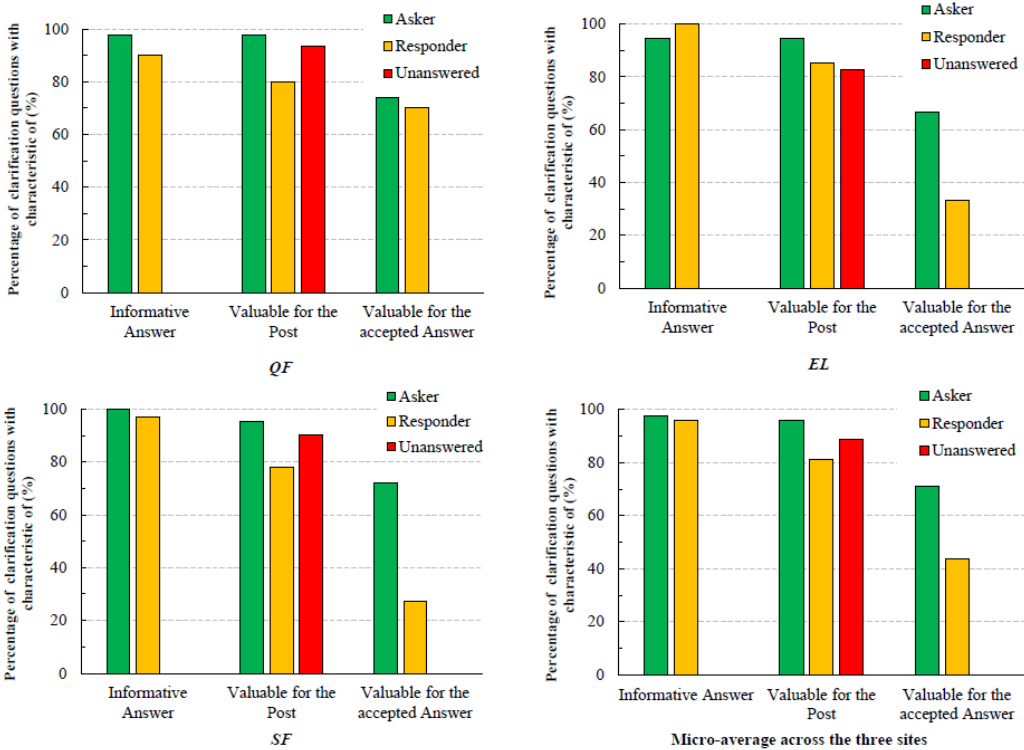 Percentage of clarification questions with
characteristic of (%)
100
80
60
40
20
0
Asker
Responder
Unanswered
Informative
Answer
Valuable for the
Post
Valuable for the
accepted Answer
QF
Percentage of clarification questions with
characteristic of (%)
100
80
60
40
20
0
Asker
Responder
Unanswered
Informative
Answer
Valuable for the
Post
Valuable for the
accepted Answer
EL
Percentage of clarification questions with
characteristic of (%)
100
80
60
40
20
0
Asker
Responder
Unanswered
Informative
Answer
Valuable for the
Post
Valuable for the
accepted Answer
SF
Percentage of clarification questions with
characteristic of (%)
100
80
60
40
20
0
Asker
Responder
Unanswered
Informative Answer
Valuable for the
Post
Valuable for the
accepted Answer
Micro-average across the three sites